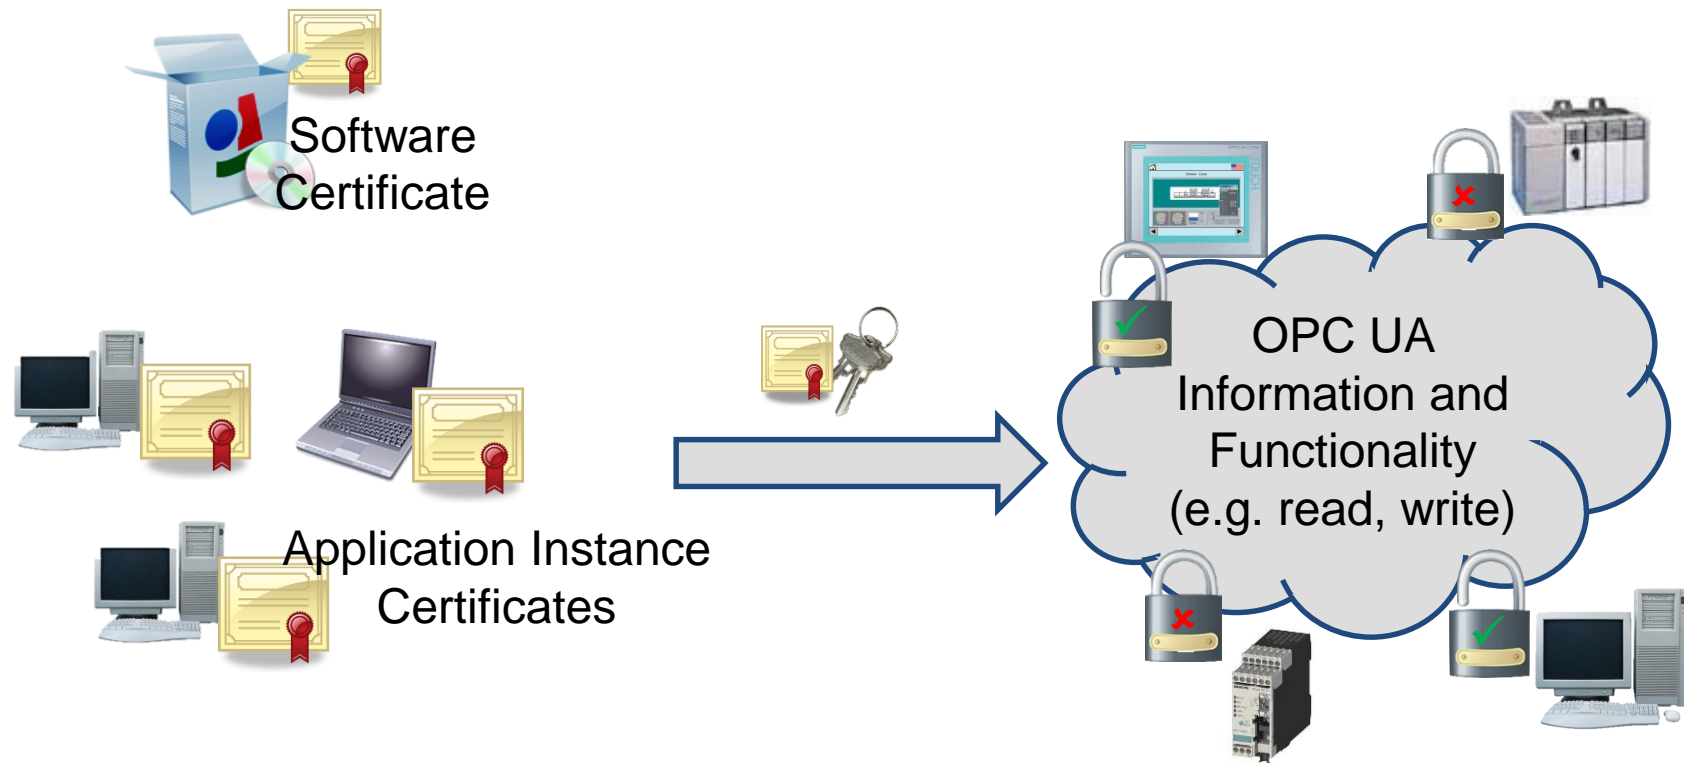 Software
Certificate
OPC UA
Information and
Functionality
(e.g. read, write)
Application Instance
Certificates